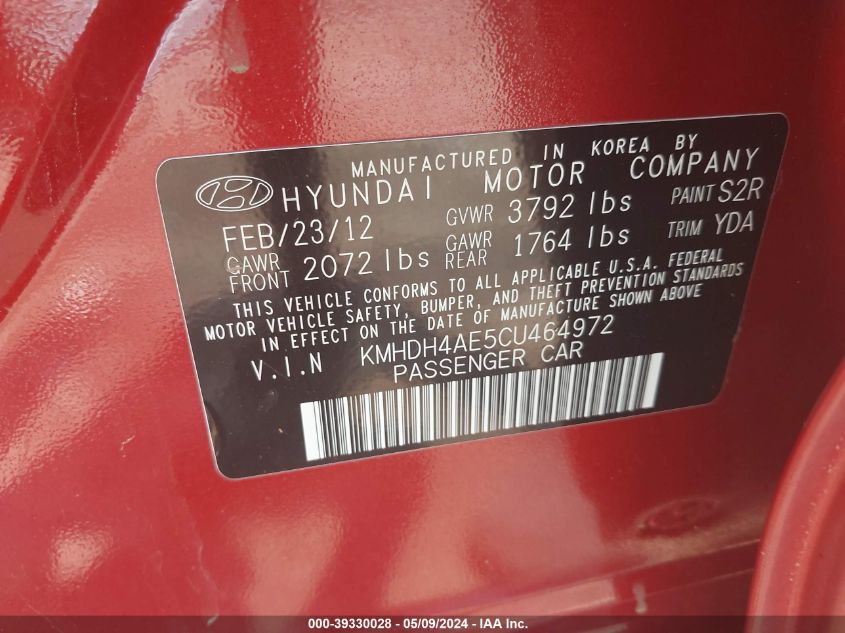 MANUFACTURED IN KOREA BY
HYUNDAI MOTOR COMPANY
FEB/23/12 GVWR 3792 lbs PAINT S2R
GAWR FRONT 2072 lbs GAWR REAR 1764 lbs TRIM YDA
THIS VEHICLE CONFORMS TO ALL APPLICABLE U.S.A. FEDERAL
MOTOR VEHICLE SAFETY, BUMPER, AND THEFT PREVENTION STANDARDS
IN EFFECT ON THE DATE OF MANUFACTURE SHOWN ABOVE
V.I.N KMHDH4AE5CU464972
PASSENGER CAR
000-39330028 - 05/09/2024 - IAA Inc.